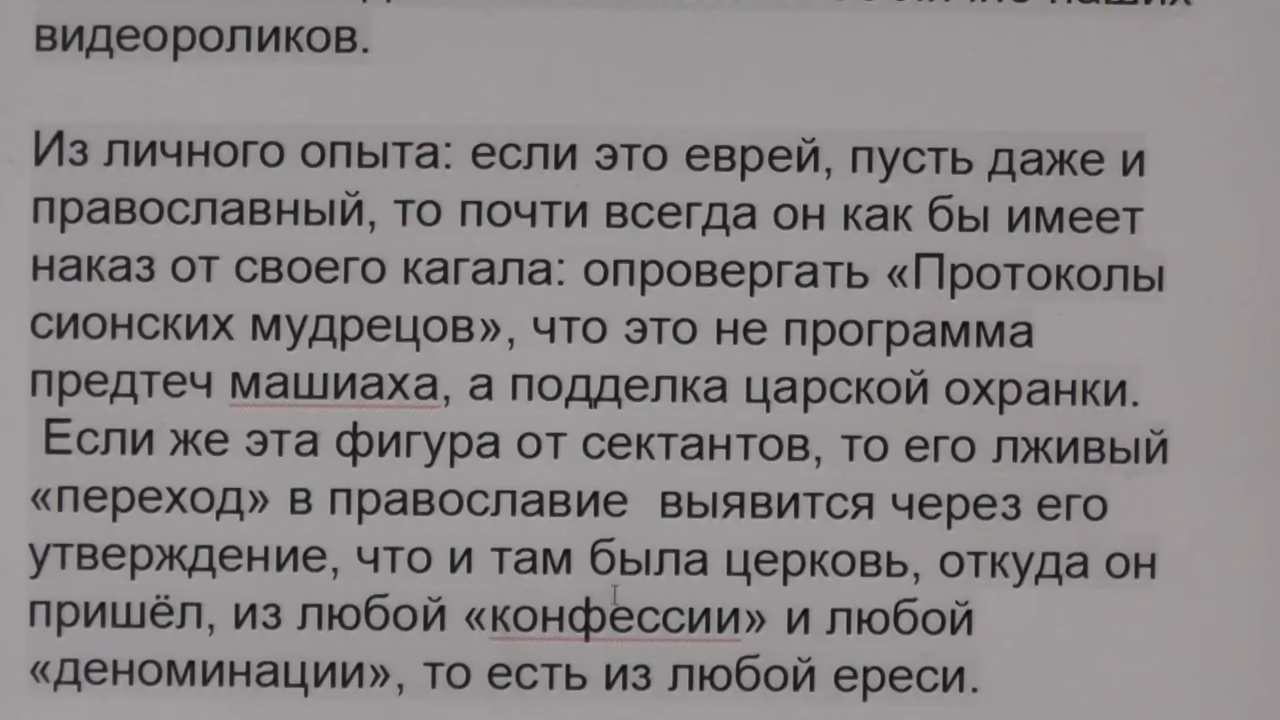 видеороликов.
Из личного опыта: если это еврей, пусть даже и
православный, то почти всегда он как бы имеет
наказ от своего кагала: опровергать «Протоколы
сионских мудрецов», что это не программа
предтеч машиаха, а подделка царской охранки.
Если же эта фигура от сектантов, то его лживый
«переход» в православие выявится через его
утверждение, что и там была церковь, откуда он
пришёл, из любой «конфессии» и любой
«деноминации», то есть из любой ереси.